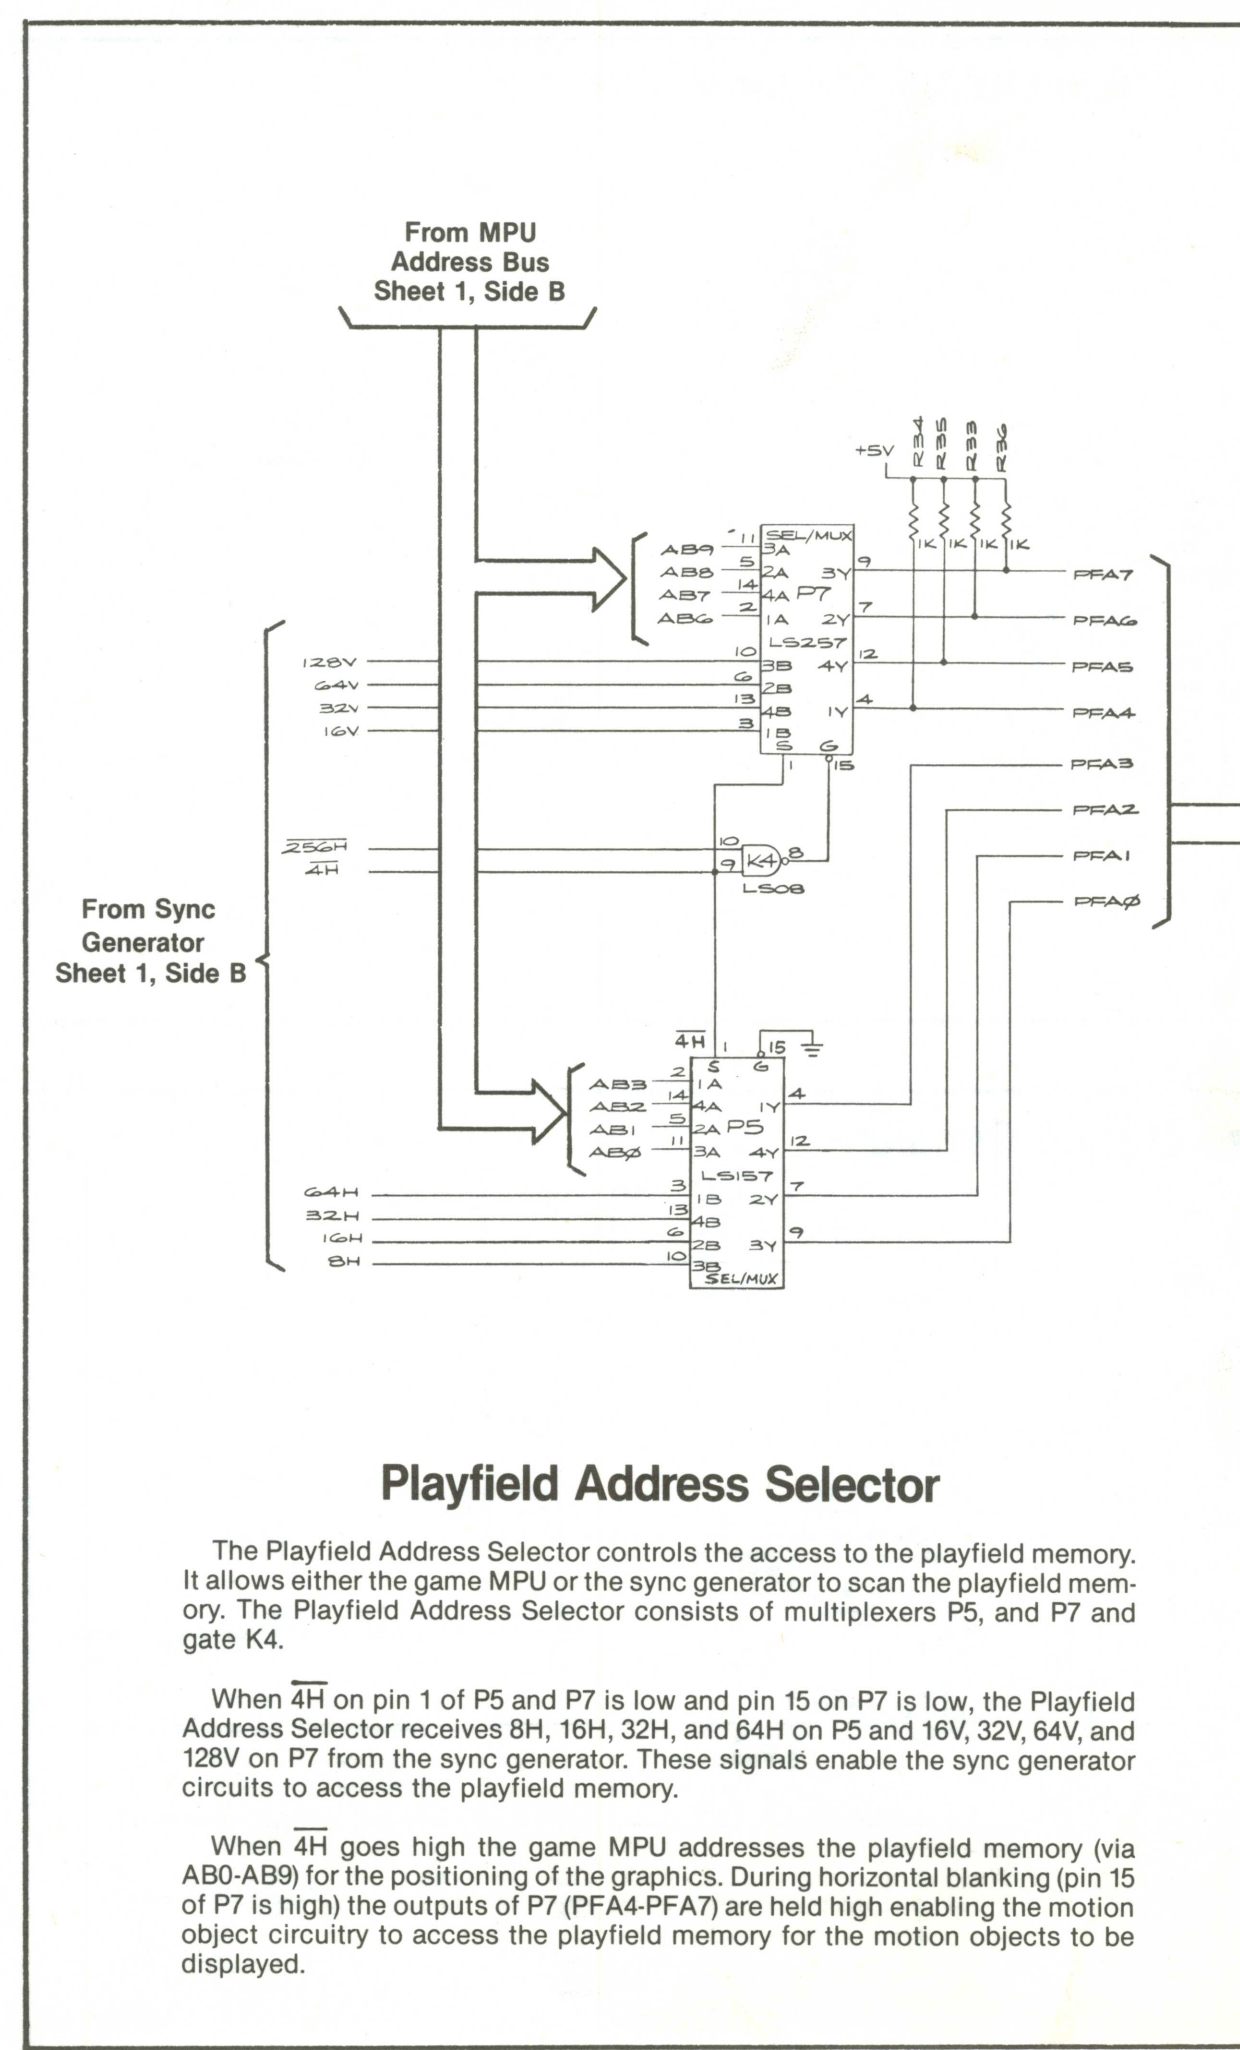 From MPU
Address Bus
Sheet 1, Side B
+5V
R34
R35
R33
R36
1K
1K
1K
1K
AB9
AB8
AB7
AB6
11
5
14
2
SEL/MUX
3A
2A
4A
1A
P7
LS257
3Y
2Y
4Y
1Y
9
7
12
4
128V
64V
32V
16V
10
6
13
3
3B
2B
4B
1B
S
G
1
15
PFA7
PFA6
PFA5
PFA4
PFA3
PFA2
PFA1
PFAØ
256H
4H
10
9
K4
8
LS08
From Sync
Generator
Sheet 1, Side B
4H
1
15
S
G
AB3
AB2
AB1
ABØ
2
14
5
11
1A
4A
2A
3A
P5
LS157
1Y
4Y
2Y
3Y
4
12
7
9
64H
32H
16H
8H
3
13
6
10
1B
4B
2B
3B
SEL/MUX
Playfield Address Selector
The Playfield Address Selector controls the access to the playfield memory.
It allows either the game MPU or the sync generator to scan the playfield mem-
ory. The Playfield Address Selector consists of multiplexers P5, and P7 and
gate K4.
When 4H on pin 1 of P5 and P7 is low and pin 15 on P7 is low, the Playfield
Address Selector receives 8H, 16H, 32H, and 64H on P5 and 16V, 32V, 64V, and
128V on P7 from the sync generator. These signals enable the sync generator
circuits to access the playfield memory.
When 4H goes high the game MPU addresses the playfield memory (via
AB0-AB9) for the positioning of the graphics. During horizontal blanking (pin 15
of P7 is high) the outputs of P7 (PFA4-PFA7) are held high enabling the motion
object circuitry to access the playfield memory for the motion objects to be
displayed.